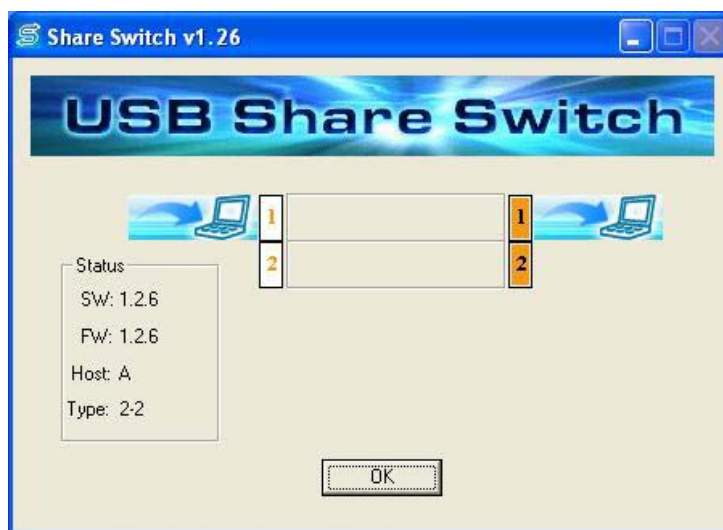 Share Switch v1.26
USB Share Switch
1 1
2 2
Status
SW: 1.2.6
FW: 1.2.6
Host: A
Type: 2-2
OK